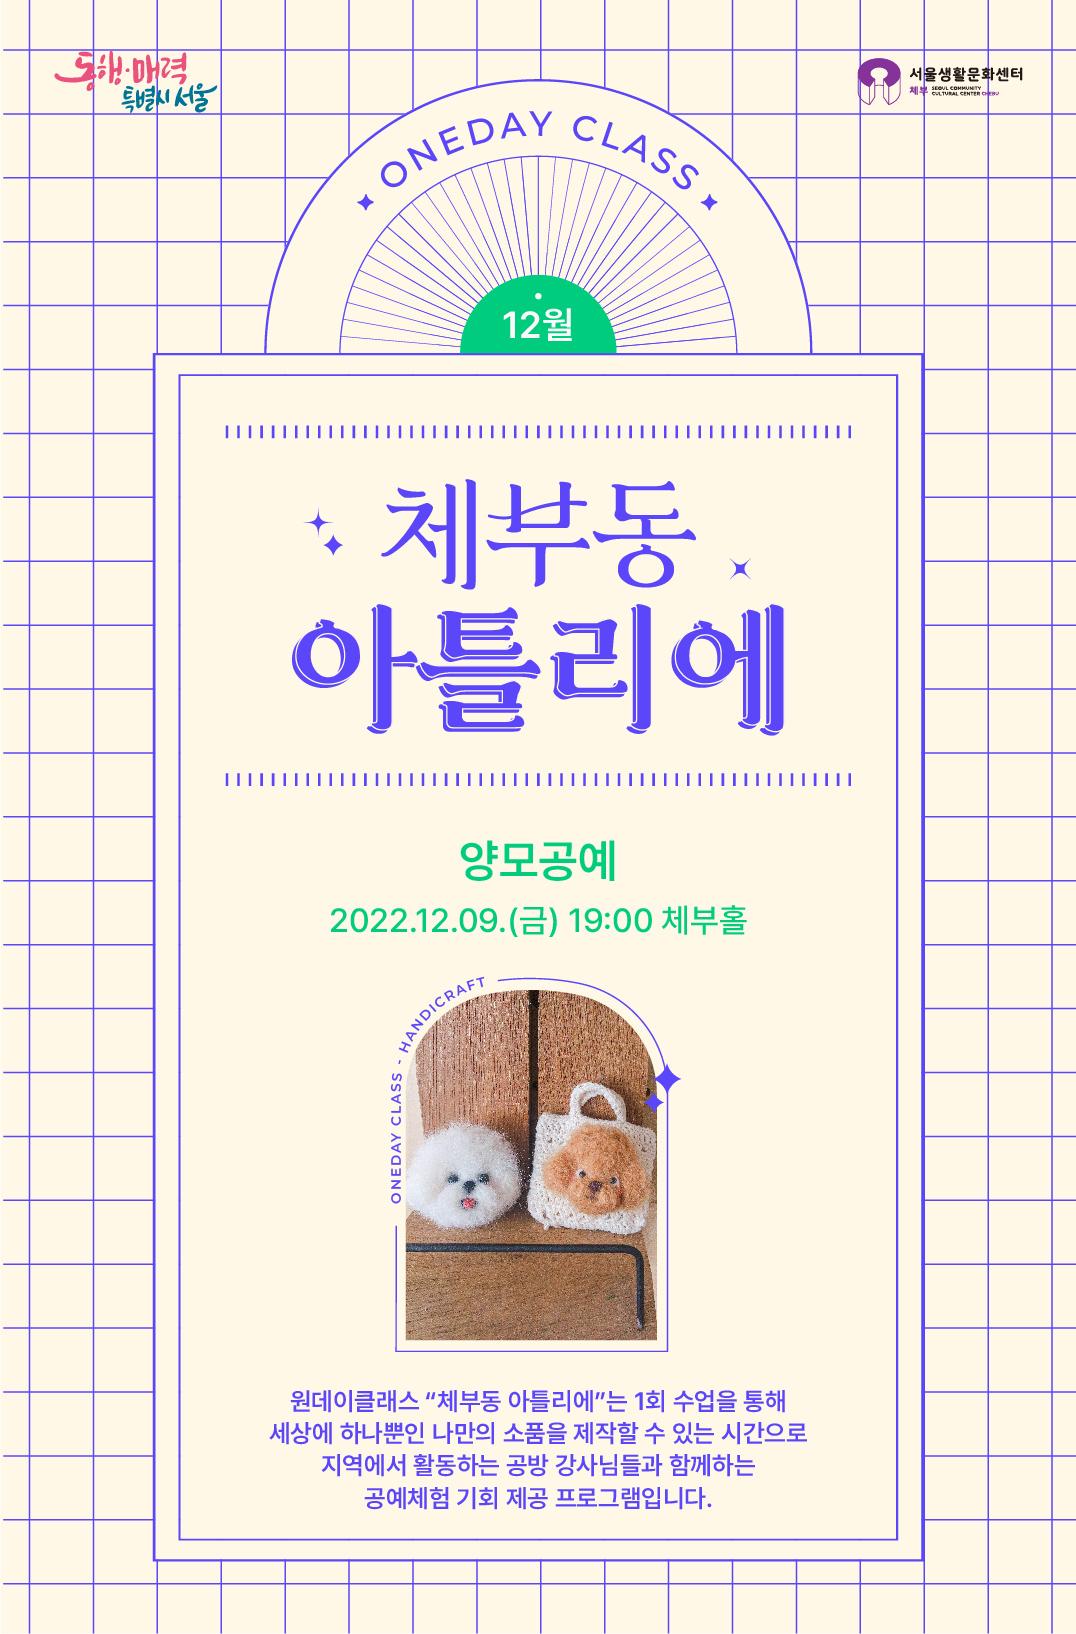 동행·매력
특별시 서울
서울생활문화센터
체부 SEOUL COMMUNITY
CULTURAL CENTER CHEBU
ONEDAY CLASS
12월
체부동
아틀리에
양모공예
2022.12.09.(금) 19:00 체부홀
ONEDAY CLASS - HANDICRAFT
원데이클래스 “체부동 아틀리에”는 1회 수업을 통해
세상에 하나뿐인 나만의 소품을 제작할 수 있는 시간으로
지역에서 활동하는 공방 강사님들과 함께하는
공예체험 기회 제공 프로그램입니다.